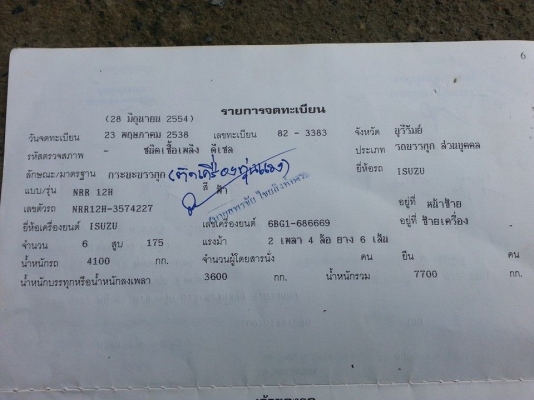 6
(28 มิถุนายน 2554) รายการจดทะเบียน
วันจดทะเบียน 23 พฤษภาคม 2538 เลขทะเบียน 82 - 3383 จังหวัด บุรีรัมย์
รหัสตรวจสภาพ - ชนิดเชื้อเพลิง ดีเซล ประเภท รถบรรทุก ส่วนบุคคล
ลักษณะ/มาตรฐาน กระบะบรรทุก (ติดเครื่องทุ่นแรง) ยี่ห้อรถ ISUZU
แบบ/รุ่น NRR 12H สี ฟ้า
เลขตัวรถ NRR12H-3574227 อยู่ที่ หน้าซ้าย
ยี่ห้อเครื่องยนต์ ISUZU เลขเครื่องยนต์ 6BG1-686669 อยู่ที่ ซ้ายเครื่อง
จำนวน 6 สูบ 175 แรงม้า 2 เพลา 4 ล้อ ยาง 6 เส้น
น้ำหนักรถ 4100 กก. จำนวนผู้โดยสารนั่ง คน ยืน คน
น้ำหนักบรรทุกหรือน้ำหนักลงเพลา 3600 กก. น้ำหนักรวม 7700 กก.